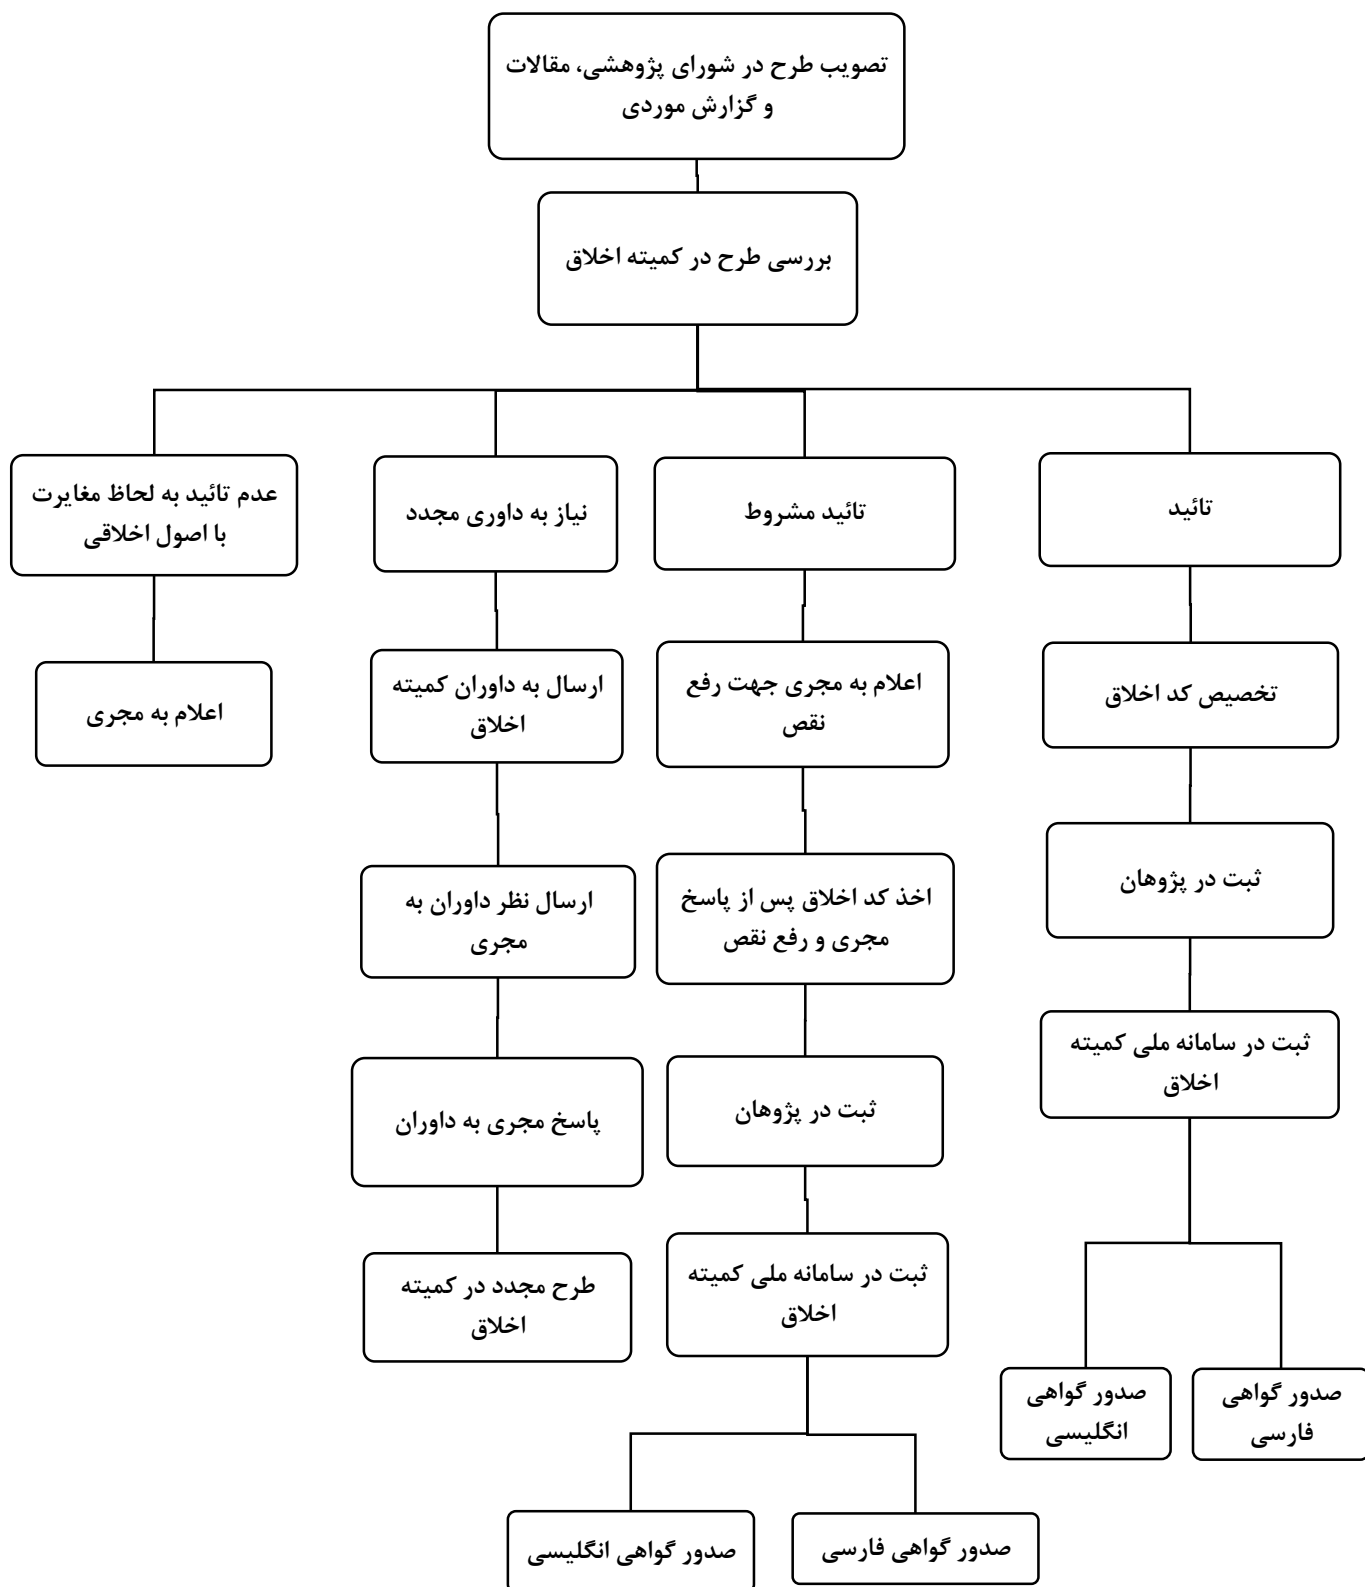 تصویب طرح در شورای پژوهشی، مقالات
و گزارش موردی
بررسی طرح در کمیته اخلاق
تائید
تخصیص کد اخلاق
ثبت در پژوهان
ثبت در سامانه ملی کمیته
اخلاق
صدور گواهی
فارسی
صدور گواهی
انگلیسی
تائید مشروط
اعلام به مجری جهت رفع
نقص
اخذ کد اخلاق پس از پاسخ
مجری و رفع نقص
ثبت در پژوهان
ثبت در سامانه ملی کمیته
اخلاق
صدور گواهی فارسی
صدور گواهی انگلیسی
نیاز به داوری مجدد
ارسال به داوران کمیته
اخلاق
ارسال نظر داوران به
مجری
پاسخ مجری به داوران
طرح مجدد در کمیته
اخلاق
عدم تائید به لحاظ مغایرت
با اصول اخلاقی
اعلام به مجری